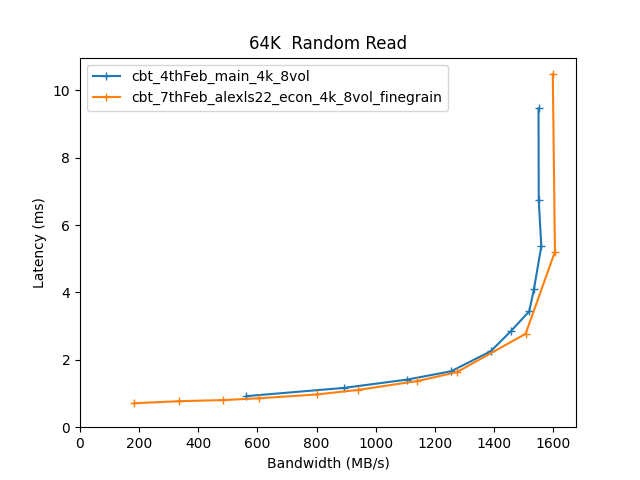 64K  Random Read
cbt_4thFeb_main_4k_8vol
cbt_7thFeb_alexls22_econ_4k_8vol_finegrain
Latency (ms)
10
8
6
4
2
0
0 200 400 600 800 1000 1200 1400 1600
Bandwidth (MB/s)